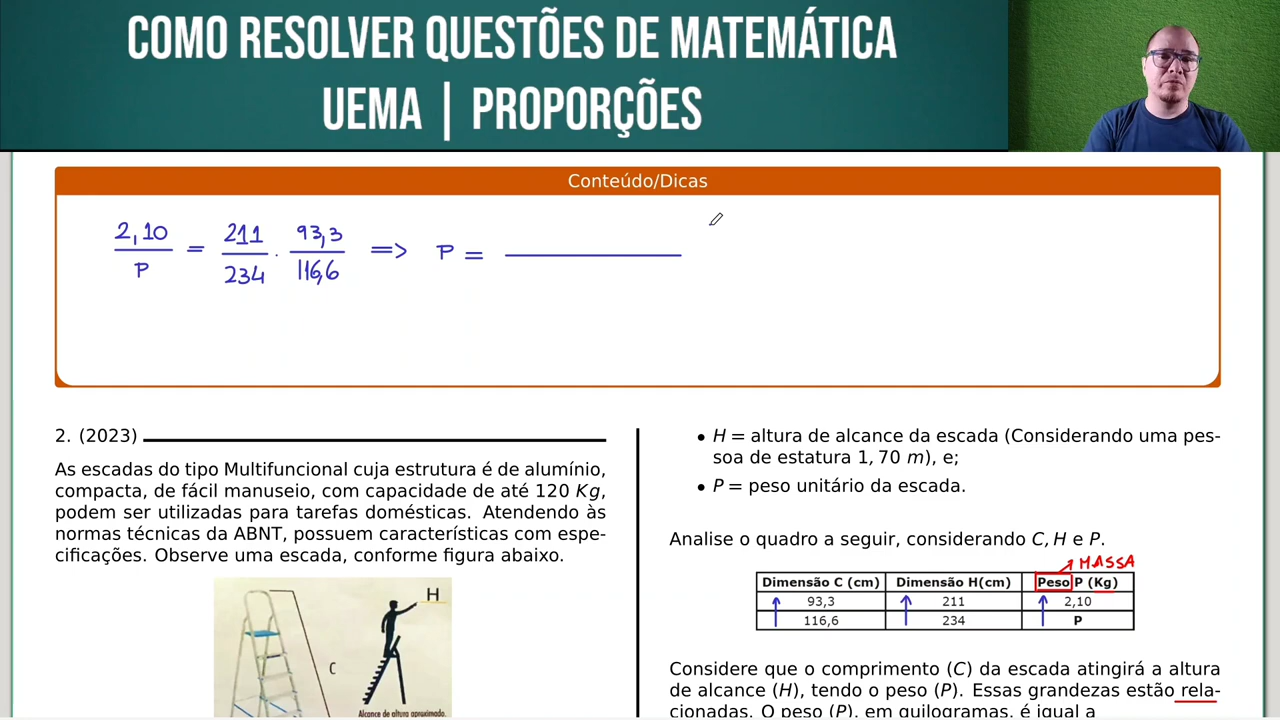 COMO RESOLVER QUESTÕES DE MATEMÁTICA
UEMA | PROPORÇÕES
Conteúdo/Dicas
2,10/P = 211/234 · 93,3/116,6 => P =
2. (2023)
As escadas do tipo Multifuncional cuja estrutura é de alumínio,
compacta, de fácil manuseio, com capacidade de até 120 Kg,
podem ser utilizadas para tarefas domésticas. Atendendo às
normas técnicas da ABNT, possuem características com espe-
cificações. Observe uma escada, conforme figura abaixo.
H
C
Alcance de altura aproximado.
• H = altura de alcance da escada (Considerando uma pes-
soa de estatura 1,70 m), e;
• P = peso unitário da escada.
Analise o quadro a seguir, considerando C, H e P.
MASSA
Dimensão C (cm) Dimensão H(cm) Peso P (Kg)
93,3 211 2,10
116,6 234 P
Considere que o comprimento (C) da escada atingirá a altura
de alcance (H), tendo o peso (P). Essas grandezas estão rela-
cionadas. O peso (P), em quilogramas, é igual a